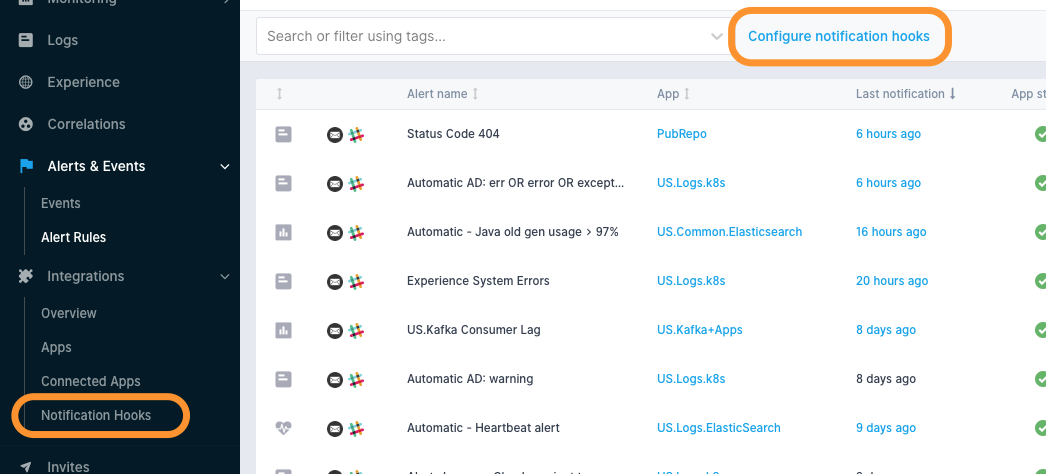 Monitoring
Logs
Experience
Correlations
Alerts & Events
Events
Alert Rules
Integrations
Overview
Apps
Connected Apps
Notification Hooks
Invites
Search or filter using tags...
Configure notification hooks
Alert name App Last notification App st
Status Code 404 PubRepo 6 hours ago
Automatic AD: err OR error OR except... US.Logs.k8s 6 hours ago
Automatic - Java old gen usage > 97% US.Common.Elasticsearch 16 hours ago
Experience System Errors US.Logs.k8s 20 hours ago
US.Kafka Consumer Lag US.Kafka+Apps 8 days ago
Automatic AD: warning US.Logs.k8s 8 days ago
Automatic - Heartbeat alert US.Logs.ElasticSearch 9 days ago